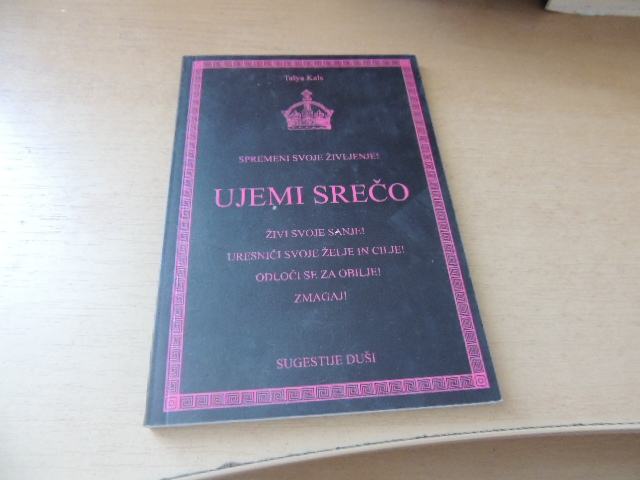 Talya Kals
SPREMENI SVOJE ŽIVLJENJE!
UJEMI SREČO
ŽIVI SVOJE SANJE!
URESNIČI SVOJE ŽELJE IN CILJE!
ODLOČI SE ZA OBILJE!
ZMAGAJ!
SUGESTIJE DUŠI